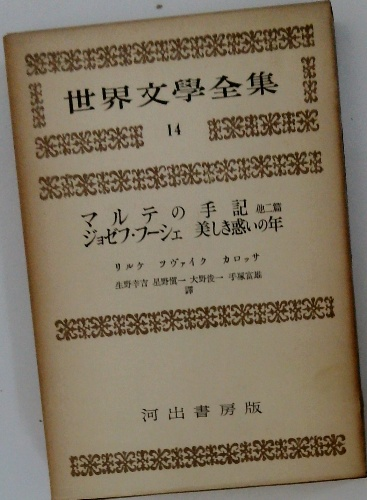 世界文學全集
14
マルテの手記 他二篇
ジョゼフ・フーシェ 美しき惑いの年
リルケ ツヴァイク カロッサ
生野幸吉 星野愼一 大野俊一 手塚富雄
譯
河出書房版